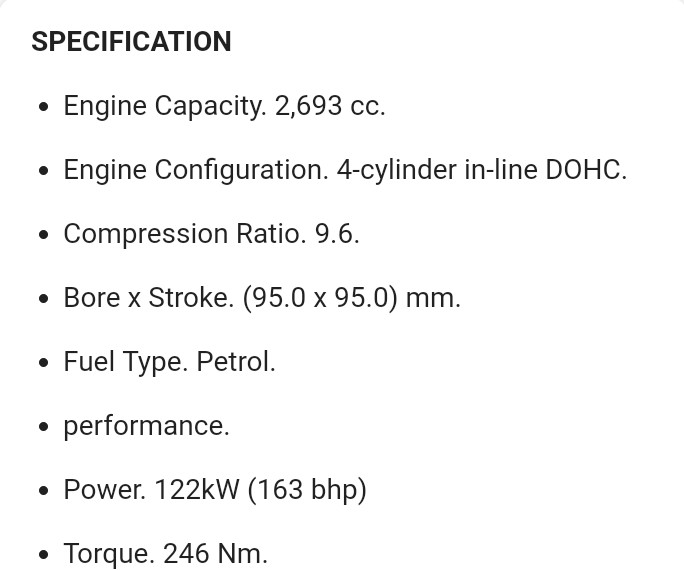 SPECIFICATION
• Engine Capacity. 2,693 cc.
• Engine Configuration. 4-cylinder in-line DOHC.
• Compression Ratio. 9.6.
• Bore x Stroke. (95.0 x 95.0) mm.
• Fuel Type. Petrol.
• performance.
• Power. 122kW (163 bhp)
• Torque. 246 Nm.